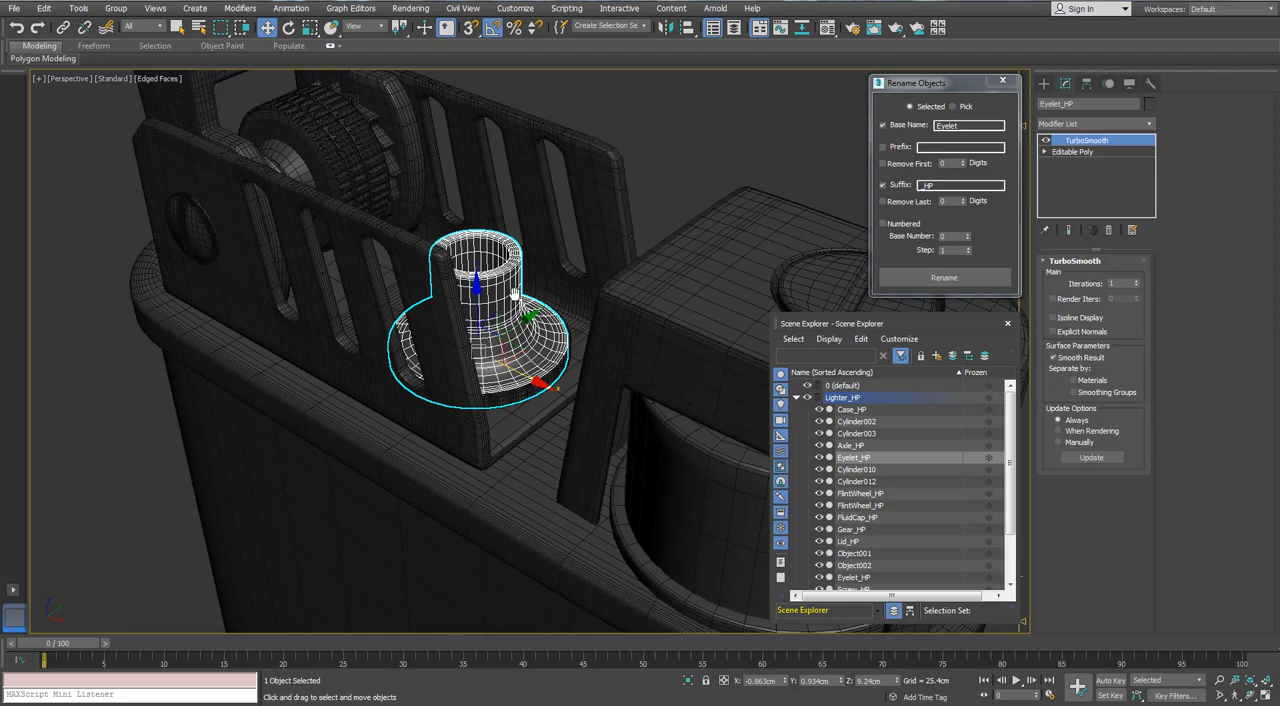 File Edit Tools Group Views Create Modifiers Animation Graph Editors Rendering Civil View Customize Scripting Interactive Content Arnold Help Sign In Workspaces: Default
All View Create Selection Se
Modeling Freeform Selection Object Paint Populate
Polygon Modeling
[+] [Perspective] [Standard] [Edged Faces]
3 Rename Objects X
Selected Pick
Base Name: Eyelet
Prefix:
Remove First: 0 Digits
Suffix: _HP
Remove Last: 0 Digits
Numbered
Base Number: 0
Step: 1
Rename
Eyelet_HP
Modifier List
TurboSmooth
Editable Poly
TurboSmooth
Main
Iterations: 1
Render Iters: 0
Isoline Display
Explicit Normals
Surface Parameters
Smooth Result
Separate by:
Materials
Smoothing Groups
Update Options
Always
When Rendering
Manually
Update
Scene Explorer - Scene Explorer
Select Display Edit Customize
Name (Sorted Ascending) Frozen
0 (default)
Lighter_HP
Case_HP
Cylinder002
Cylinder003
Axle_HP
Eyelet_HP
Cylinder010
Cylinder012
FlintWheel_HP
FlintWheel_HP
FluidCap_HP
Gear_HP
Lid_HP
Object001
Object002
Eyelet_HP
Screw_HP
Scene Explorer Selection Set:
x
0 / 100
0 5 10 15 20 25 30 35 40 45 50 55 60 65 70 75 80 85 90 95 100
MAXScript Mini Listener
1 Object Selected
Click and drag to select and move objects
X: -0.863cm Y: 0.934cm Z: 9.24cm Grid = 25.4cm
Add Time Tag
0
Auto Key Selected
Set Key Key Filters...